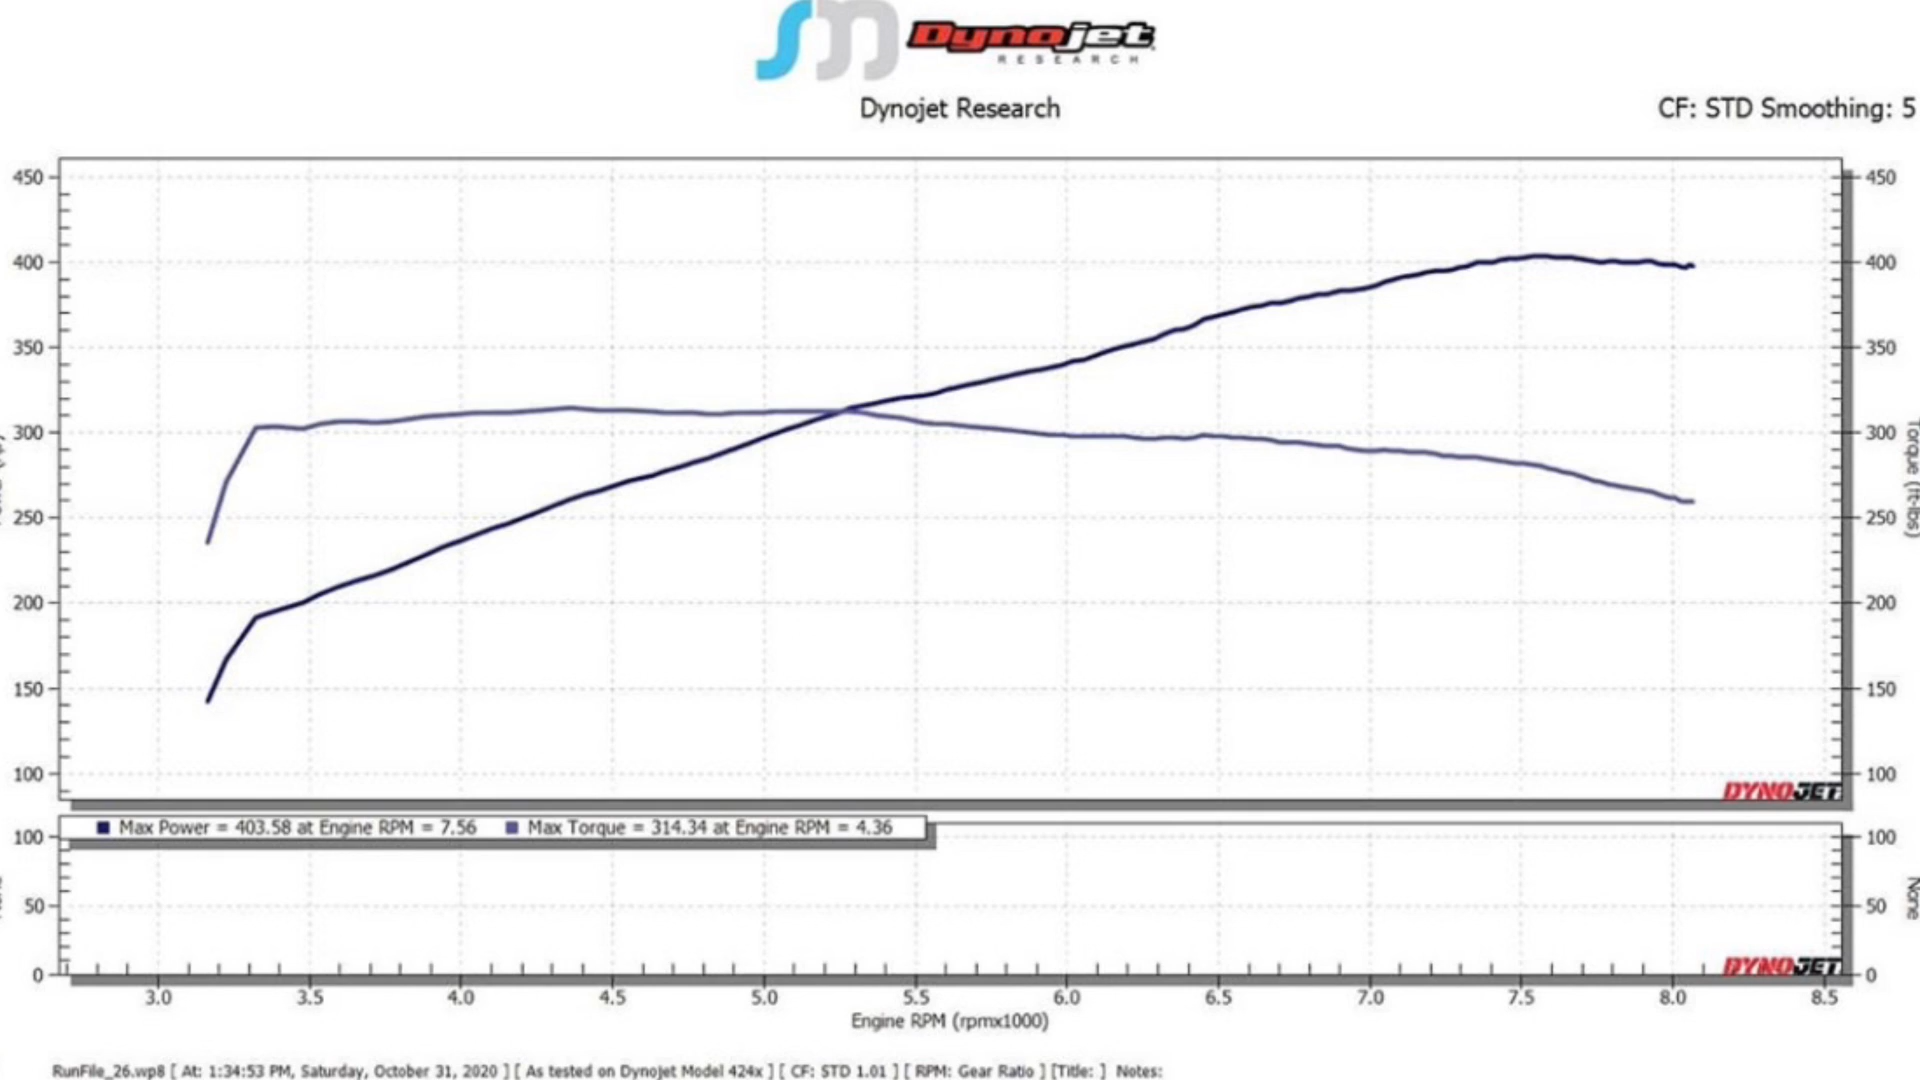 sm Dynojet
RESEARCH
Dynojet Research
CF: STD Smoothing: 5
450 450
400 400
350 350
300 300
250 250
200 200
150 150
100 100
Torque (ft-lbs)
DYNOJET
Max Power = 403.58 at Engine RPM = 7.56 Max Torque = 314.34 at Engine RPM = 4.36
100 100
50 50
0 0
None
DYNOJET
3.0 3.5 4.0 4.5 5.0 5.5 6.0 6.5 7.0 7.5 8.0 8.5
Engine RPM (rpmx1000)
RunFile_26.wp8 [ At: 1:34:53 PM, Saturday, October 31, 2020 ] [ As tested on Dynojet Model 424x ] [ CF: STD 1.01 ] [ RPM: Gear Ratio ] [Title: ] Notes: